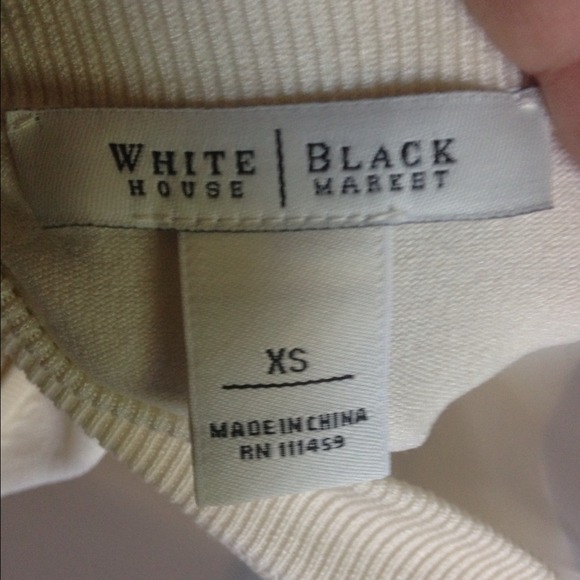 WHITE | BLACK
HOUSE | MARKET
XS
MADE IN CHINA
RN 111459